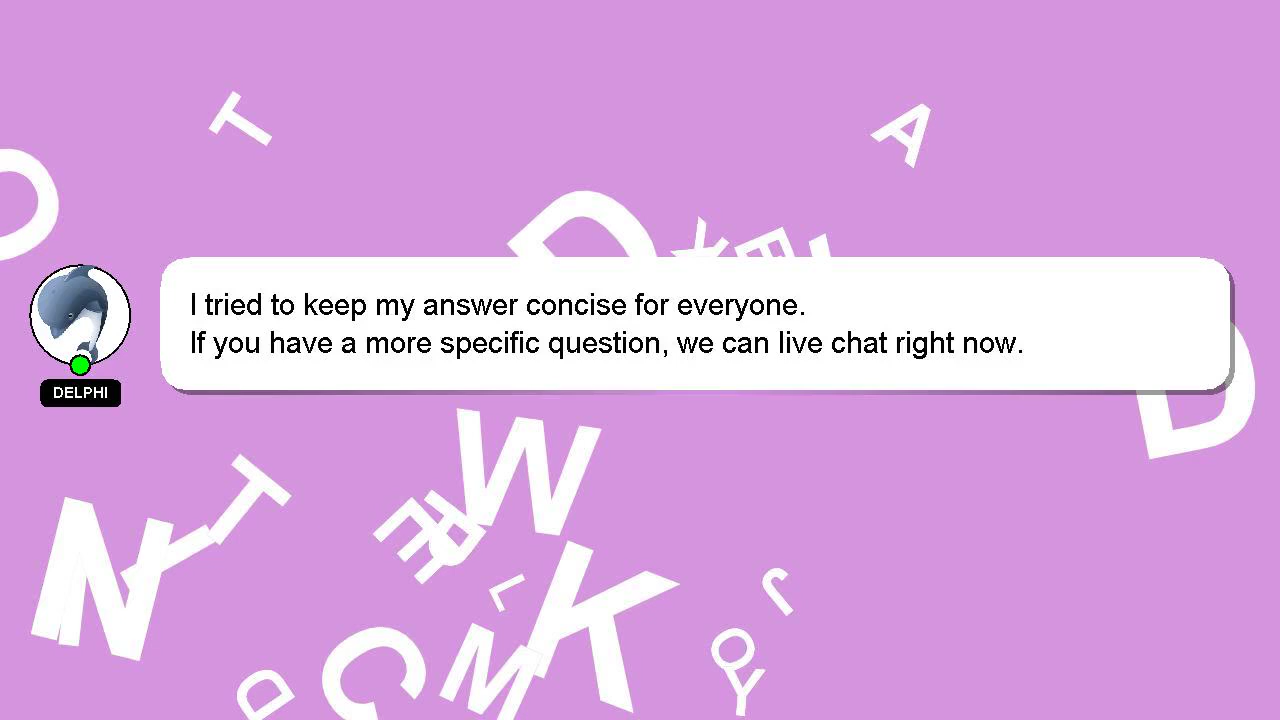 T
A
O
D
K
E
I tried to keep my answer concise for everyone.
If you have a more specific question, we can live chat right now.
DELPHI
D
W
T
N
Y
E
R
L
K
J
C
M
O
Y
D